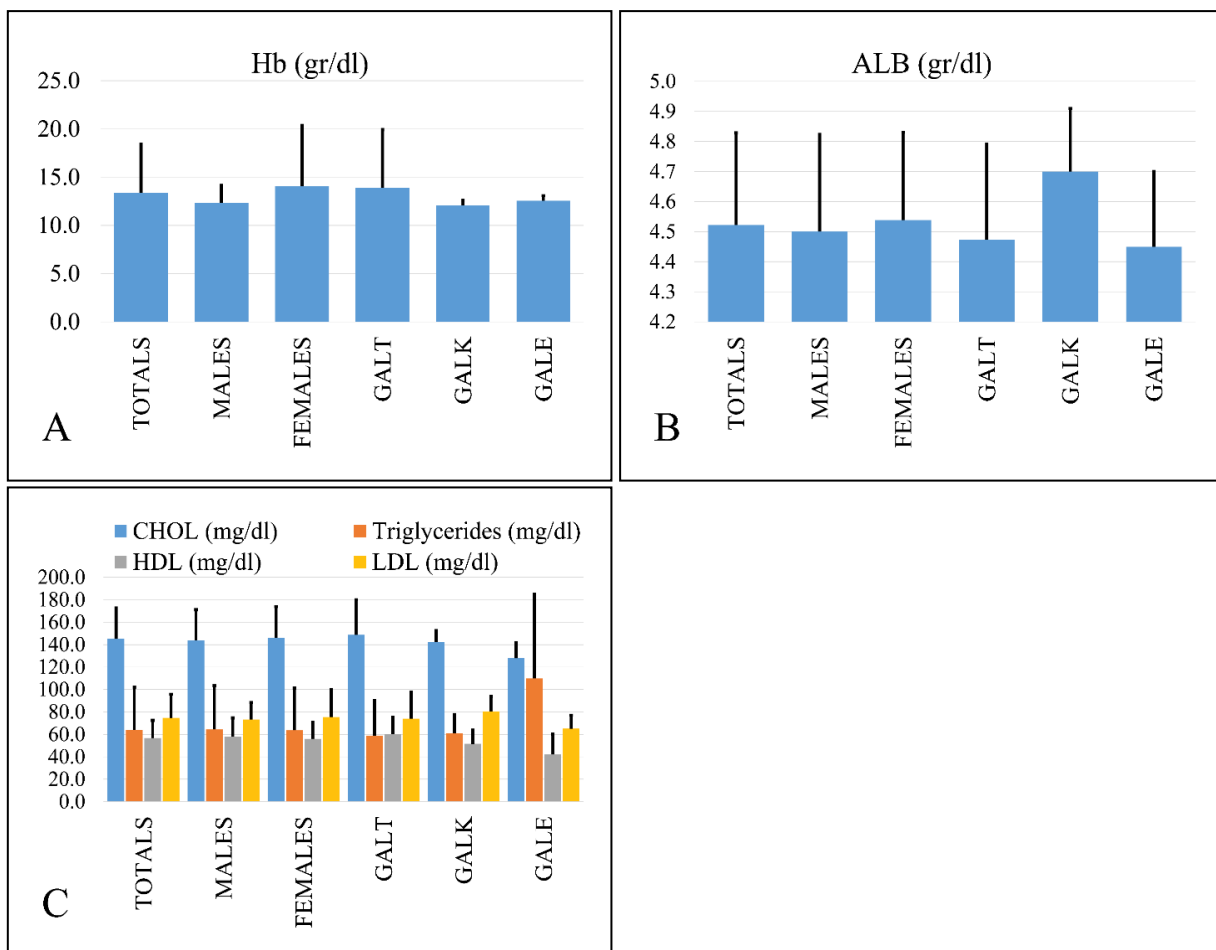 Hb (gr/dl)
25.0
20.0
15.0
10.0
5.0
0.0
TOTALS
MALES
FEMALES
GALT
GALK
GALE
A
ALB (gr/dl)
5.0
4.9
4.8
4.7
4.6
4.5
4.4
4.3
4.2
TOTALS
MALES
FEMALES
GALT
GALK
GALE
B
CHOL (mg/dl) Triglycerides (mg/dl)
HDL (mg/dl) LDL (mg/dl)
200.0
180.0
160.0
140.0
120.0
100.0
80.0
60.0
40.0
20.0
0.0
TOTALS
MALES
FEMALES
GALT
GALK
GALE
C